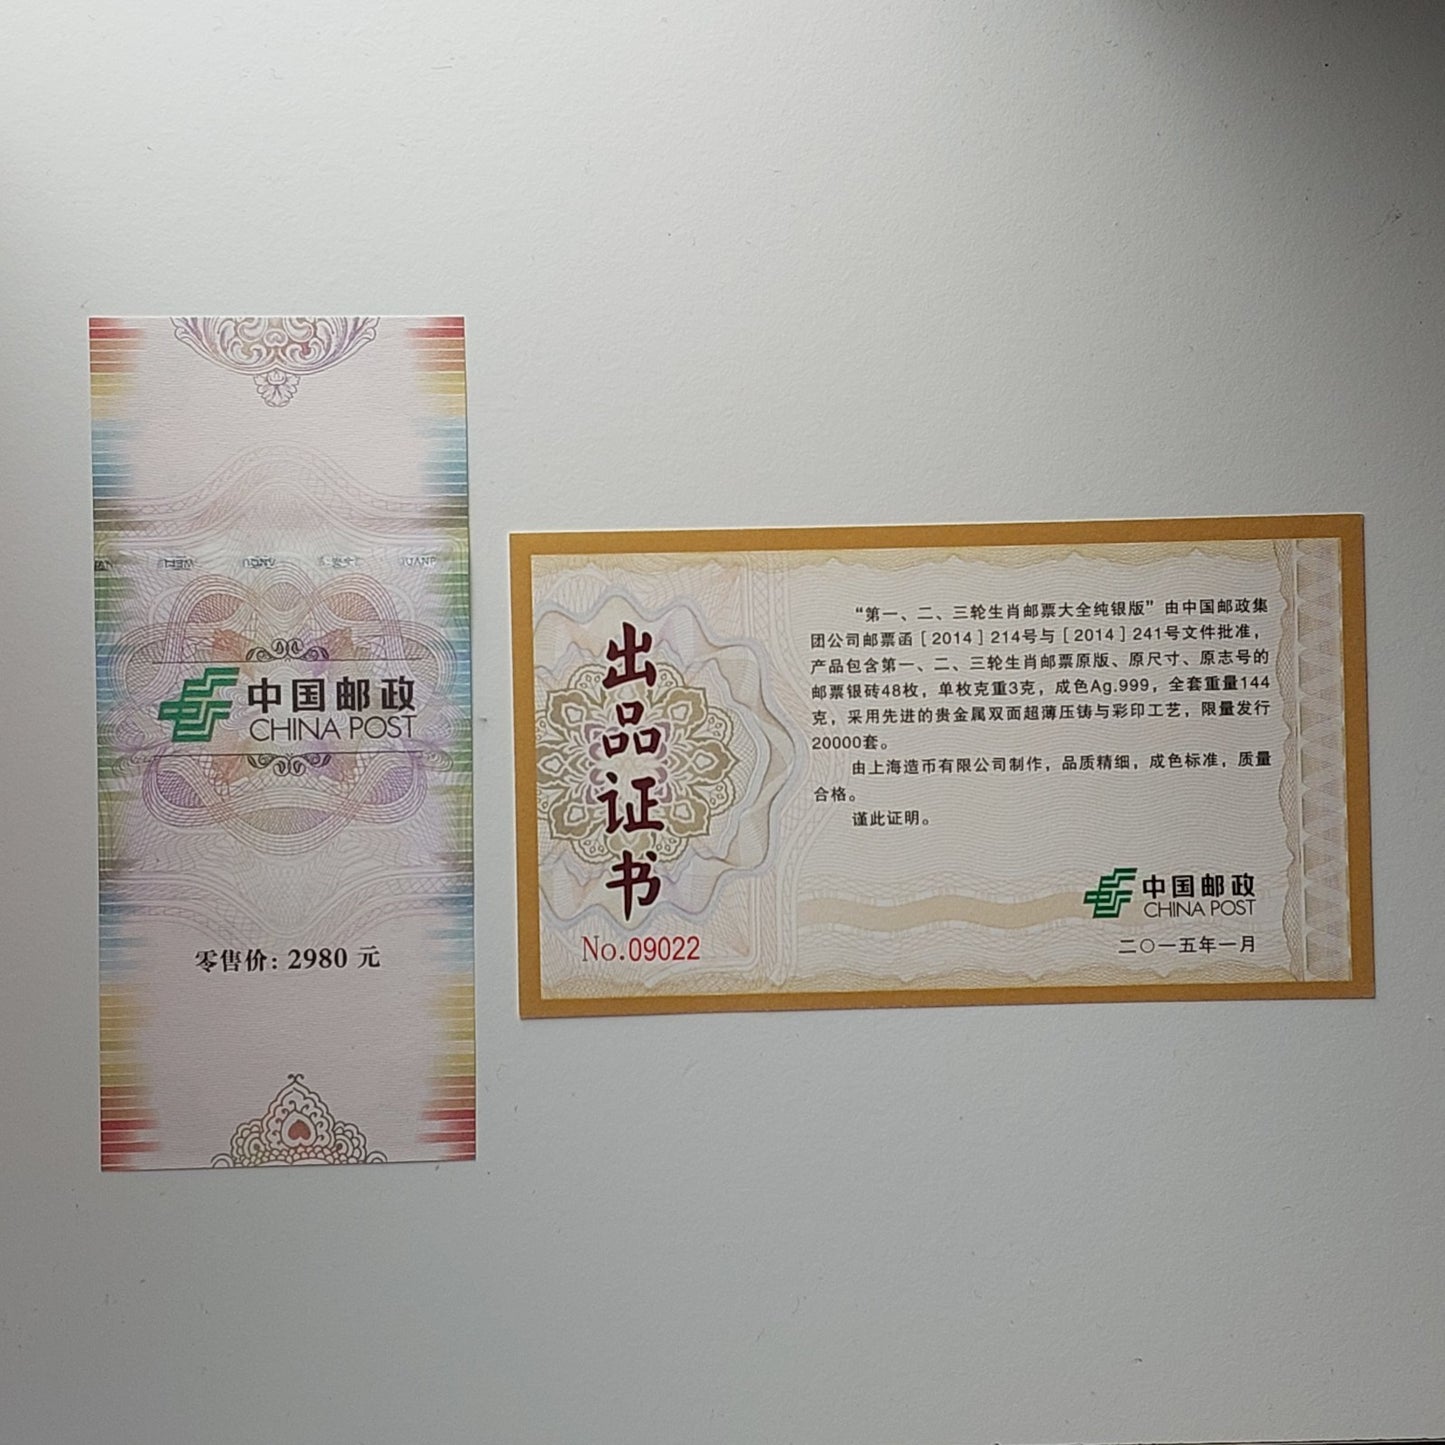 中国邮政
CHINA POST
零售价: 2980 元
出品证书
No.09022
“第一、二、三轮生肖邮票大全纯银版”由中国邮政集
团公司邮票函［2014］214号与［2014］241号文件批准，
产品包含第一、二、三轮生肖邮票原版、原尺寸、原志号的
邮票银砖48枚，单枚克重3克，成色Ag.999，全套重量144
克，采用先进的贵金属双面超薄压铸与彩印工艺，限量发行
20000套。
由上海造币有限公司制作，品质精细，成色标准，质量
合格。
谨此证明。
中国邮政
CHINA POST
二〇一五年一月